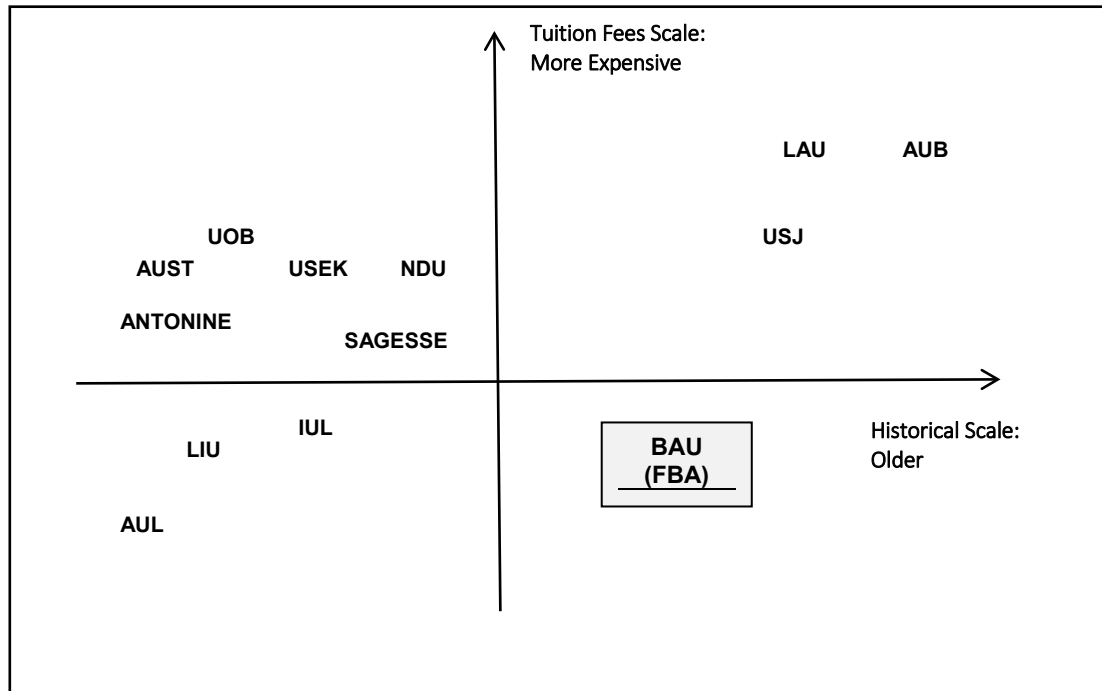 Tuition Fees Scale:
More Expensive
LAU
AUB
UOB
USJ
AUST
USEK
NDU
ANTONINE
SAGESSE
IUL
LIU
BAU
(FBA)
Historical Scale:
Older
AUL